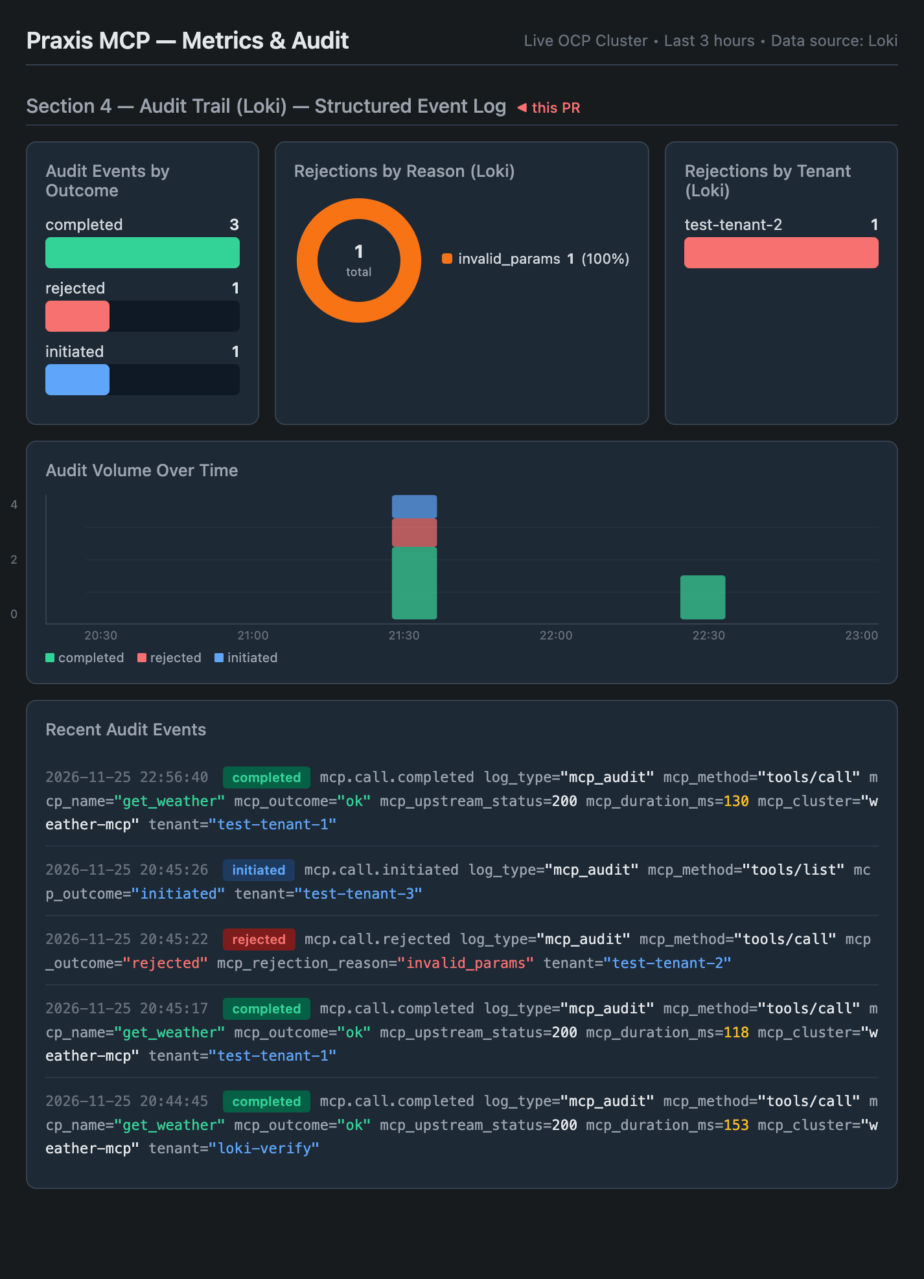 Praxis MCP — Metrics & Audit
Live OCP Cluster • Last 3 hours • Data source: Loki
Section 4 — Audit Trail (Loki) — Structured Event Log ◀ this PR
Audit Events by
Outcome
completed 3
rejected 1
initiated 1
Rejections by Reason (Loki)
1
total
invalid_params 1 (100%)
Rejections by Tenant
(Loki)
test-tenant-2 1
Audit Volume Over Time
4
2
0
20:30 21:00 21:30 22:00 22:30 23:00
completed rejected initiated
Recent Audit Events
2026-11-25 22:56:40 completed mcp.call.completed log_type="mcp_audit" mcp_method="tools/call" m
cp_name="get_weather" mcp_outcome="ok" mcp_upstream_status=200 mcp_duration_ms=130 mcp_cluster="w
eather-mcp" tenant="test-tenant-1"
2026-11-25 20:45:26 initiated mcp.call.initiated log_type="mcp_audit" mcp_method="tools/list" mc
p_outcome="initiated" tenant="test-tenant-3"
2026-11-25 20:45:22 rejected mcp.call.rejected log_type="mcp_audit" mcp_method="tools/call" mcp
_outcome="rejected" mcp_rejection_reason="invalid_params" tenant="test-tenant-2"
2026-11-25 20:45:17 completed mcp.call.completed log_type="mcp_audit" mcp_method="tools/call" m
cp_name="get_weather" mcp_outcome="ok" mcp_upstream_status=200 mcp_duration_ms=118 mcp_cluster="w
eather-mcp" tenant="test-tenant-1"
2026-11-25 20:44:45 completed mcp.call.completed log_type="mcp_audit" mcp_method="tools/call" m
cp_name="get_weather" mcp_outcome="ok" mcp_upstream_status=200 mcp_duration_ms=153 mcp_cluster="w
eather-mcp" tenant="loki-verify"